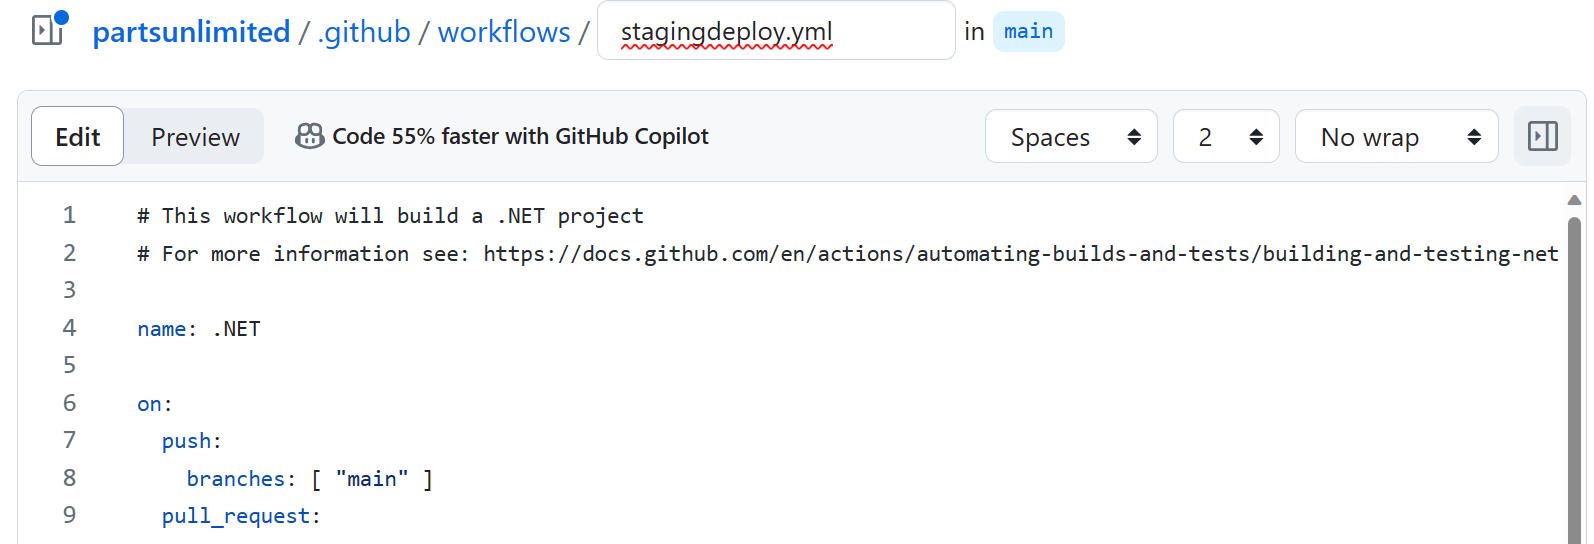 partsunlimited / .github / workflows / stagingdeploy.yml in main
Edit Preview Code 55% faster with GitHub Copilot Spaces 2 No wrap
1 # This workflow will build a .NET project
2 # For more information see: https://docs.github.com/en/actions/automating-builds-and-tests/building-and-testing-net
3
4 name: .NET
5
6 on:
7   push:
8     branches: [ "main" ]
9   pull_request: